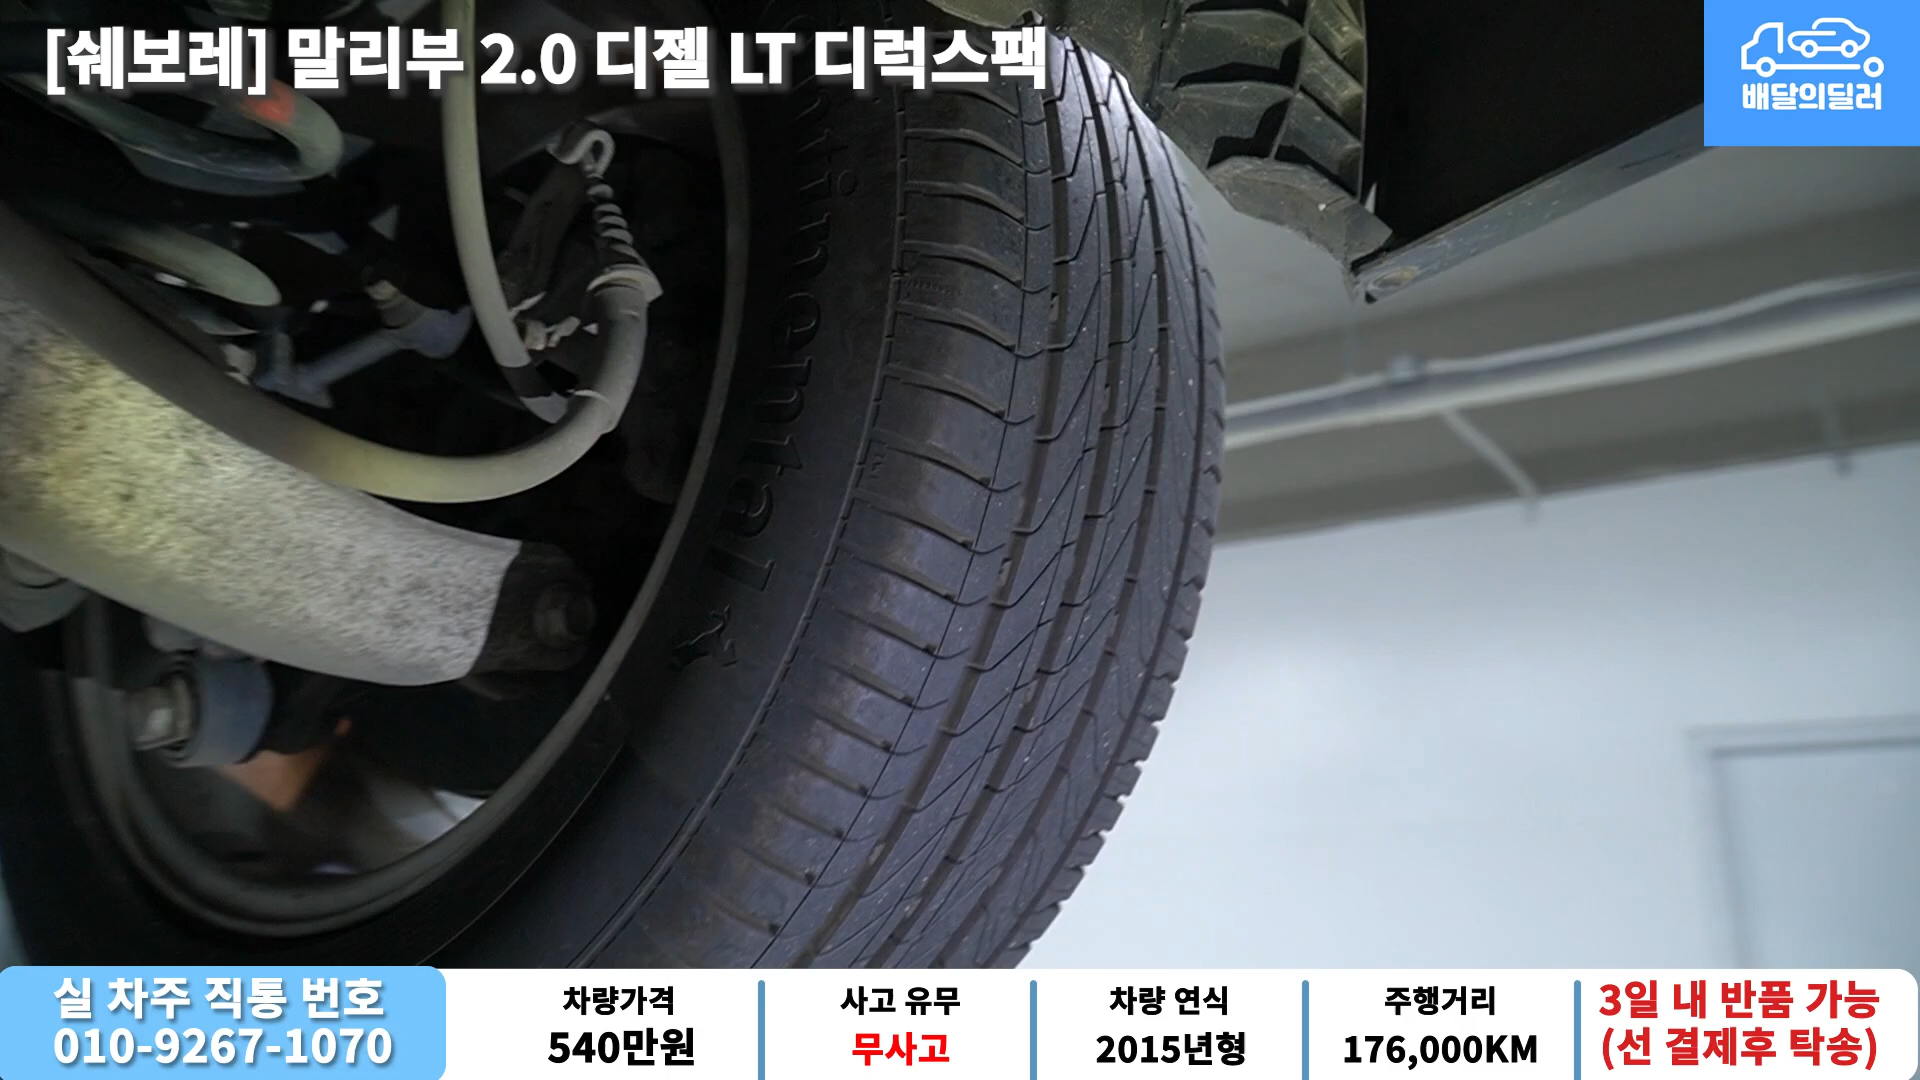 [쉐보레] 말리부 2.0 디젤 LT 디럭스팩
배달의딜러
Continental
실 차주 직통 번호
010-9267-1070
차량가격
540만원
사고 유무
무사고
차량 연식
2015년형
주행거리
176,000KM
3일 내 반품 가능
(선 결제후 탁송)